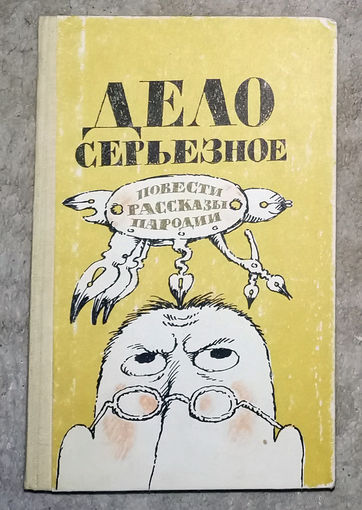 ДЕЛО
СЕРЬЕЗНОЕ
ПОВЕСТИ
РАССКАЗЫ
ПАРОДИИ